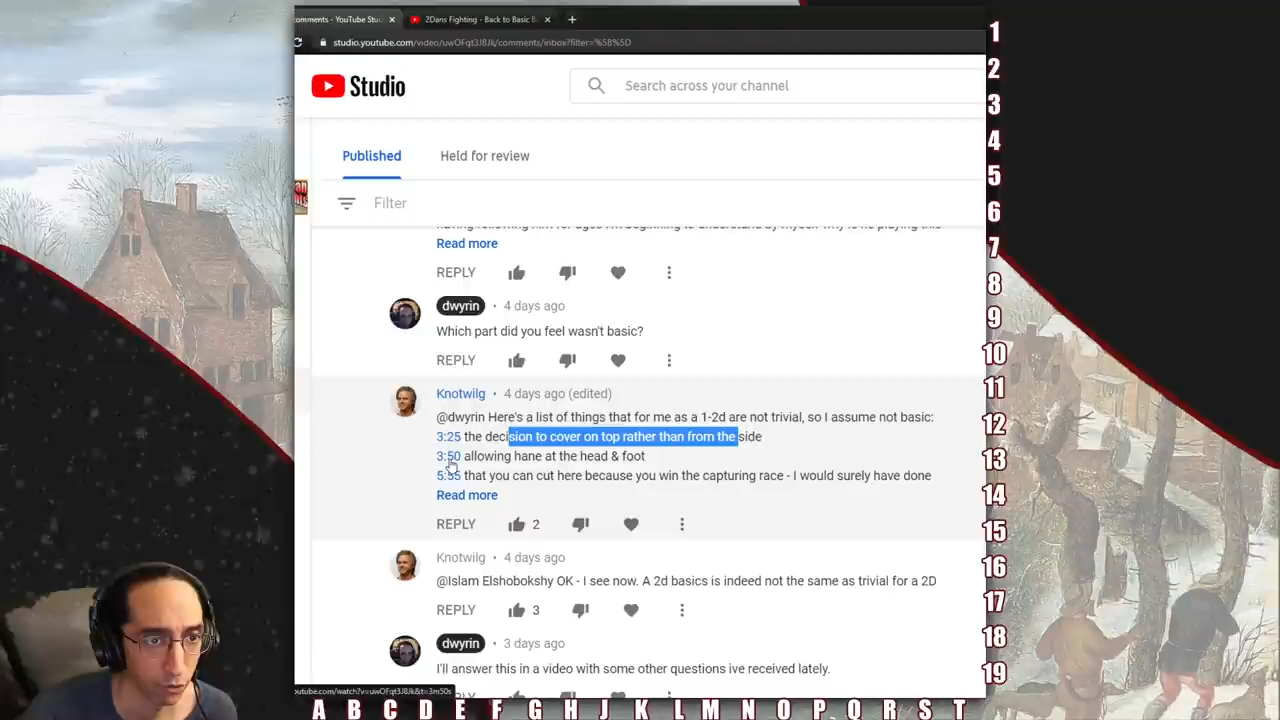 comments - YouTube Stu
2Dans Fighting - Back to Basic B
studio.youtube.com/video/uwOFqt3J8Jk/comments/inbox?filter=%5B%5D
Studio
Search across your channel
Published
Held for review
Filter
Read more
REPLY
dwyrin • 4 days ago
Which part did you feel wasn't basic?
REPLY
Knotwilg • 4 days ago (edited)
@dwyrin Here's a list of things that for me as a 1-2d are not trivial, so I assume not basic:
3:25 the decision to cover on top rather than from the side
3:50 allowing hane at the head & foot
5:55 that you can cut here because you win the capturing race - I would surely have done
Read more
REPLY 2
Knotwilg • 4 days ago
@Islam Elshobokshy OK - I see now. A 2d basics is indeed not the same as trivial for a 2D
REPLY 3
dwyrin • 3 days ago
I'll answer this in a video with some other questions ive received lately.
outube.com/watch?v=uwOFqt3J8Jk&t=3m50s
1
2
3
4
5
6
7
8
9
10
11
12
13
14
15
16
17
18
19
A B C D E F G H J K L M N O P Q R S T